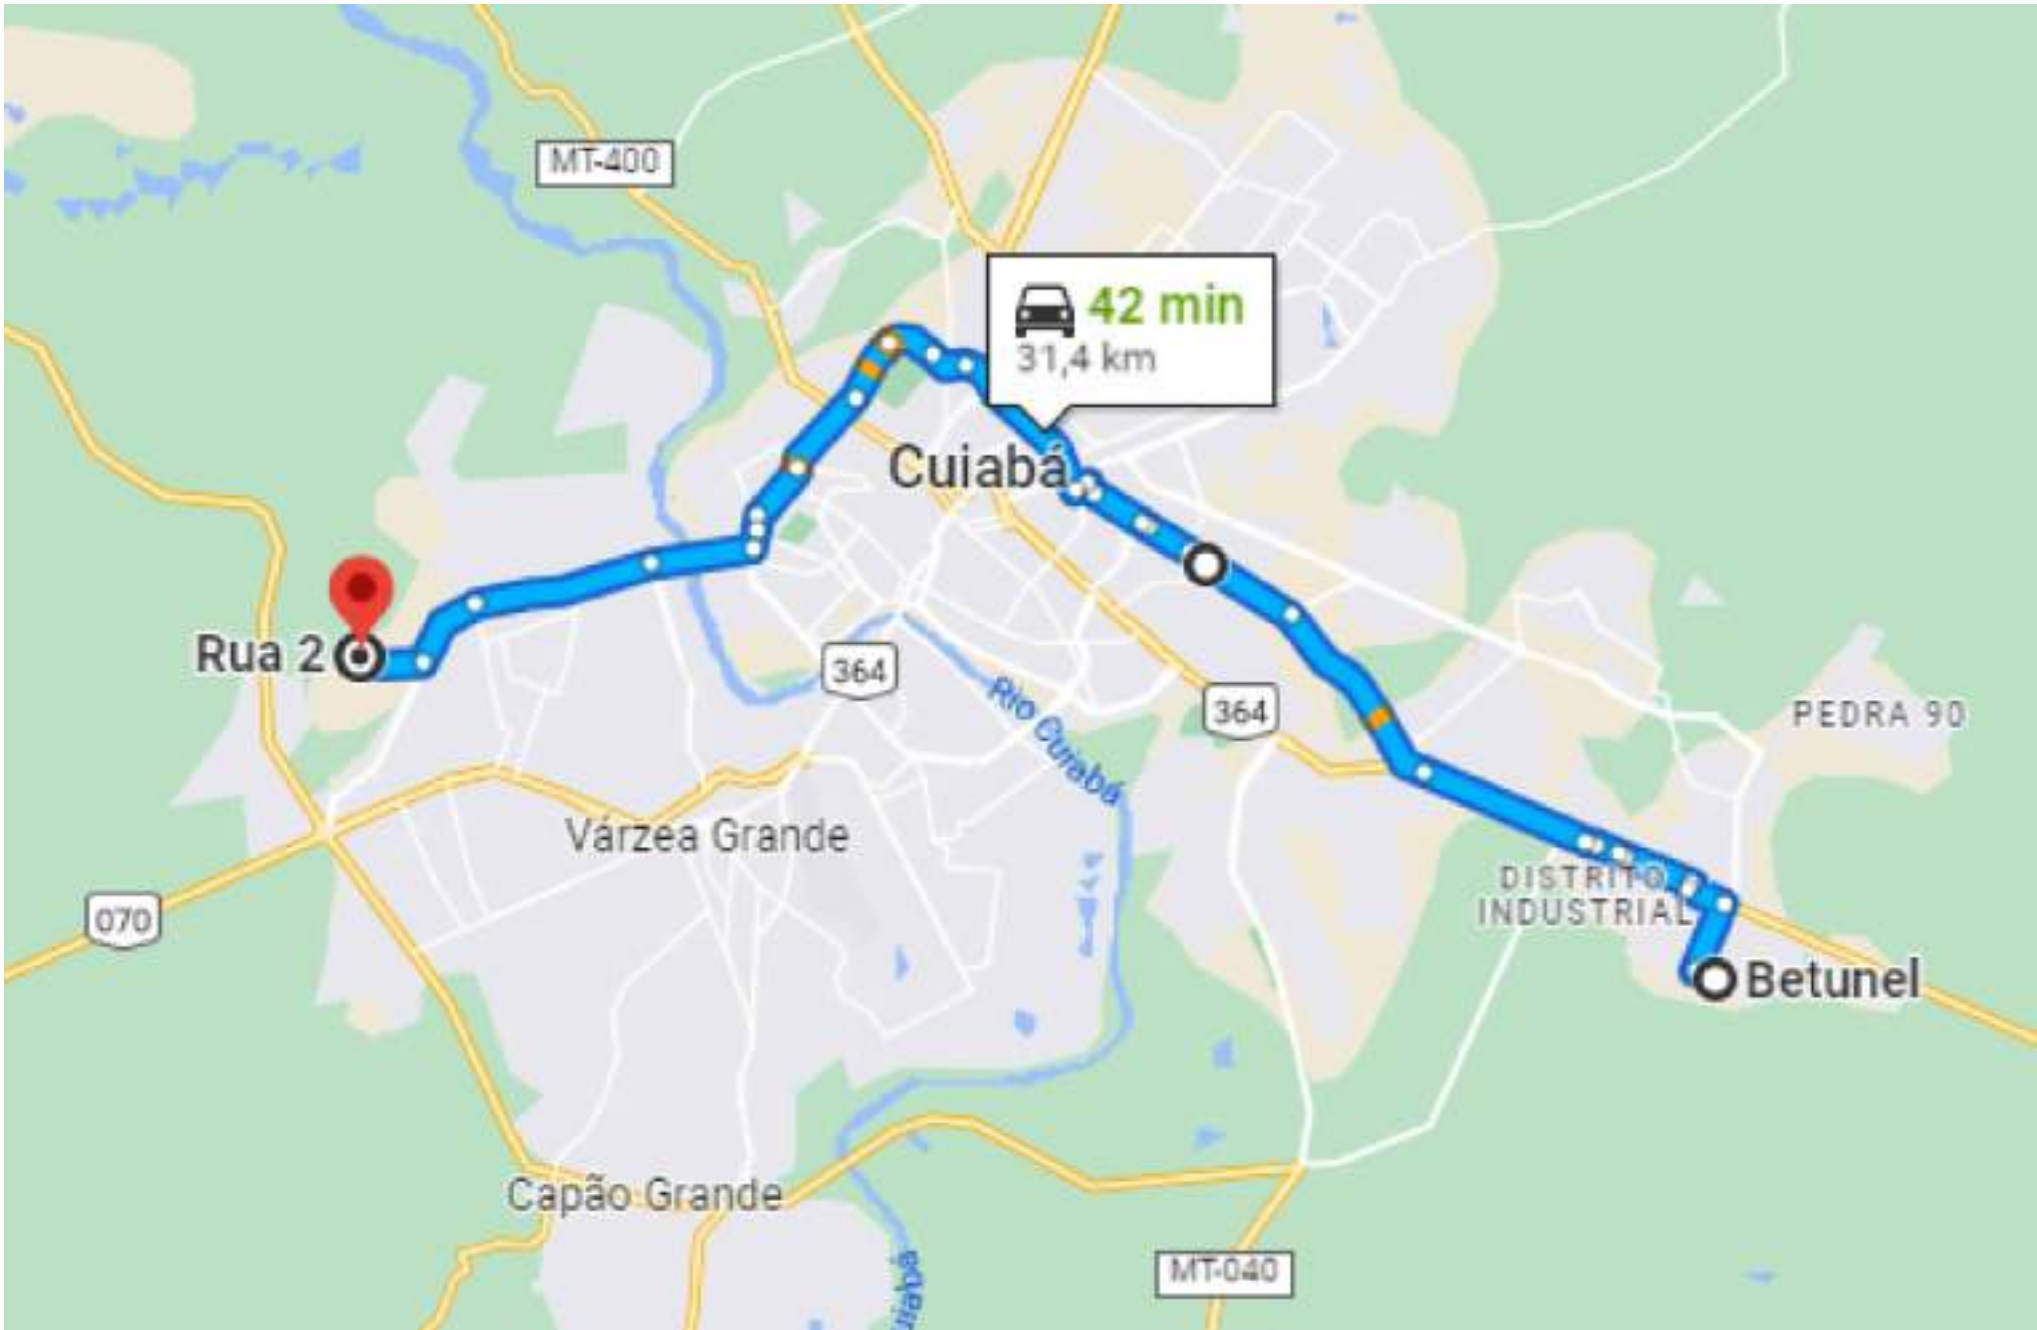 MT-400
42 min
31,4 km
Cuiabá
Rua 2
364
Rio Cuiabá
364
PEDRA 90
Várzea Grande
DISTRITO
INDUSTRIAL
070
Betunel
Capão Grande
MT-040
uiabá